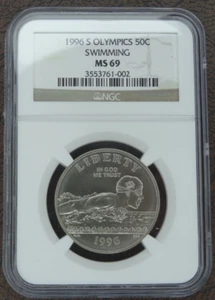 1996 S OLYMPICS 50C
SWIMMING
MS 69
3553761-002
NGC
LIBERTY
IN GOD
WE TRUST
1996